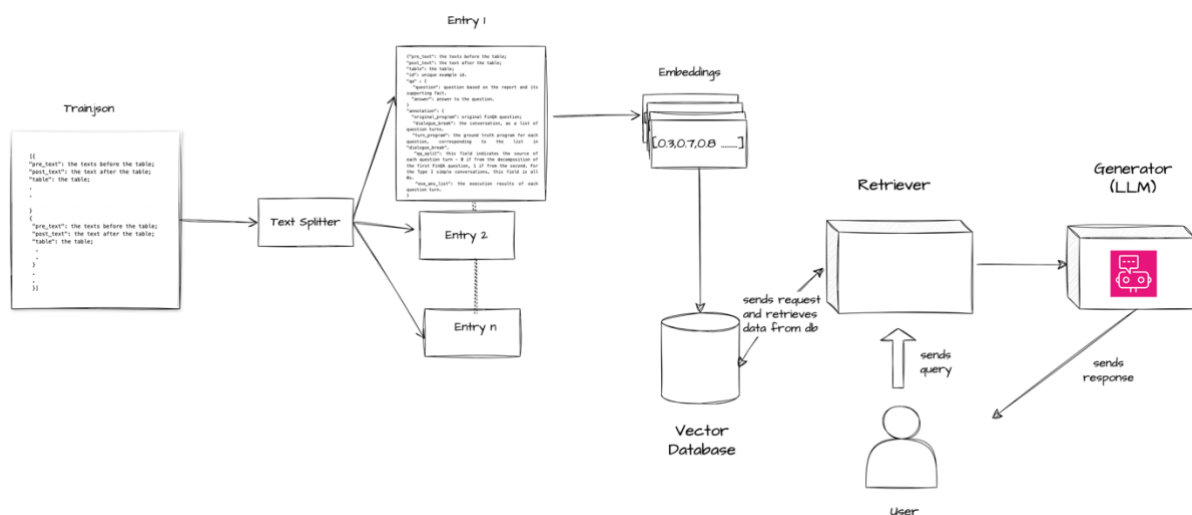 Train.json
[{
"pre_text": the texts before the table;
"post_text": the text after the table;
"table": the table;
.
.
}
{
"pre_text": the texts before the table;
"post_text": the text after the table;
"table": the table;
.
.
}
.
.
}]
Text Splitter
Entry 1
{"pre_text": the texts before the table;
"post_text": the text after the table;
"table": the table;
"id": unique example id.
"qa" : {
"question": question based on the report and its
supporting fact.
"answer": answer to the question.
}
"annotation": {
"original_program": original FinQA question;
"dialogue_break": the conversation, as a list of
question turns.
"turn_program": the ground truth program for each
question, corresponding to the list in
"dialogue_break".
"qa_split": this field indicates the source of
each question turn - 0 if from the decomposition of
the first FinQA question, 1 if from the second. For
the Type I simple conversations, this field is all
0s.
"exe_ans_list": the execution results of each
question turn.
}
Entry 2
Entry n
Embeddings
[0.3,0.7,0.8 ......]
Vector
Database
sends request
and retrieves
data from db
Retriever
sends
query
User
Generator
(LLM)
sends
response